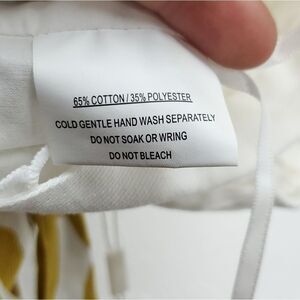 65% COTTON / 35% POLYESTER
COLD GENTLE HAND WASH SEPARATELY
DO NOT SOAK OR WRING
DO NOT BLEACH